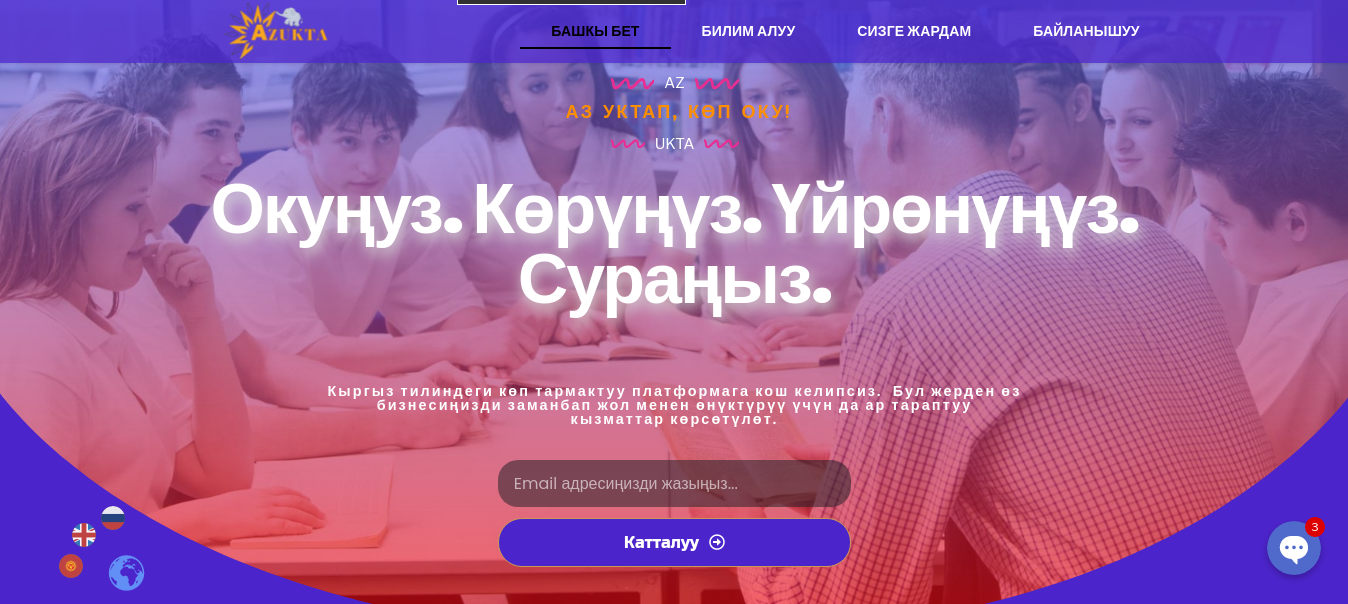 AZUKTA
БАШКЫ БЕТ БИЛИМ АЛУУ СИЗГЕ ЖАРДАМ БАЙЛАНЫШУУ
AZ
АЗ УКТАП, КӨП ОКУ!
UKTA
Окуңуз. Көрүңүз. Үйрөнүңүз.
Сураңыз.
Кыргыз тилиндеги көп тармактуу платформага кош келипсиз. Бул жерден өз
бизнесиңизди заманбап жол менен өнүктүрүү үчүн да ар тараптуу
кызматтар көрсөтүлөт.
Email адресиңизди жазыңыз...
Катталуу
3